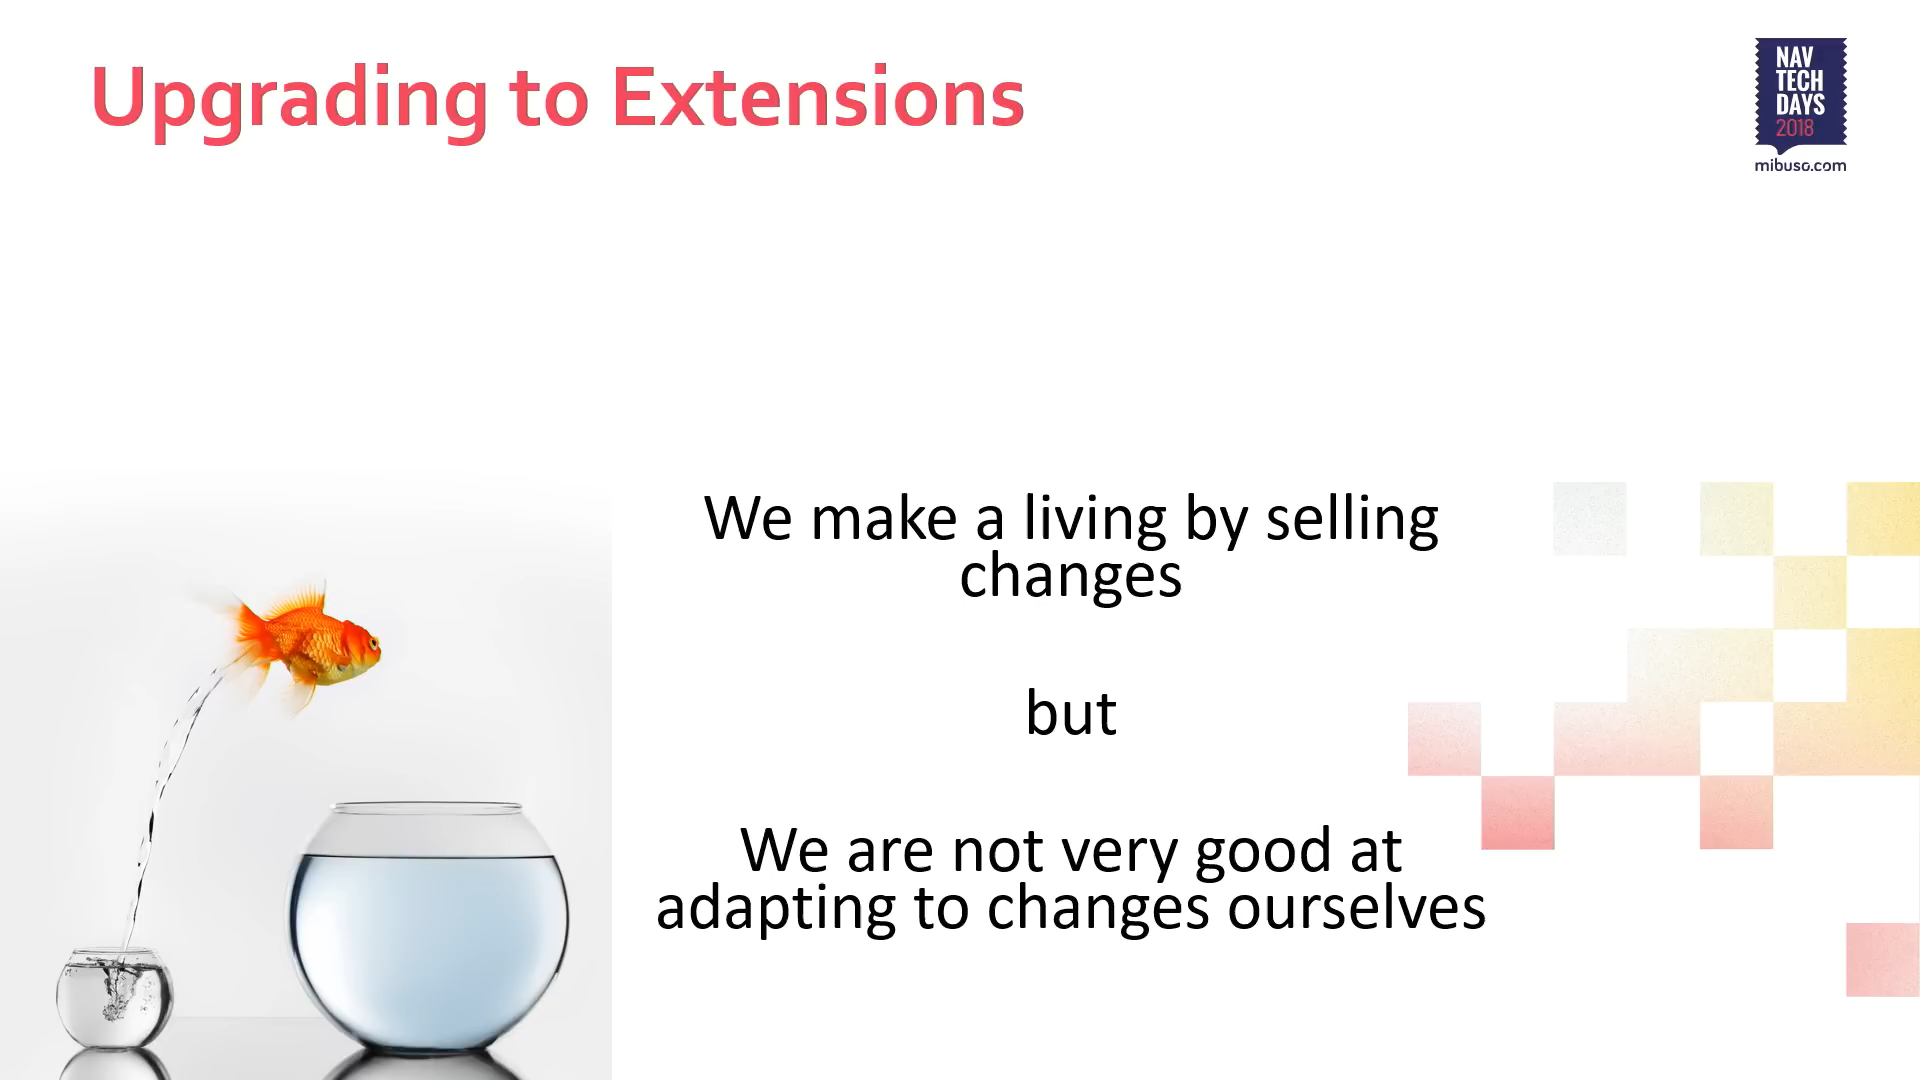 Upgrading to Extensions
NAV
TECH
DAYS
2018
mibuso.com
We make a living by selling
changes
but
We are not very good at
adapting to changes ourselves